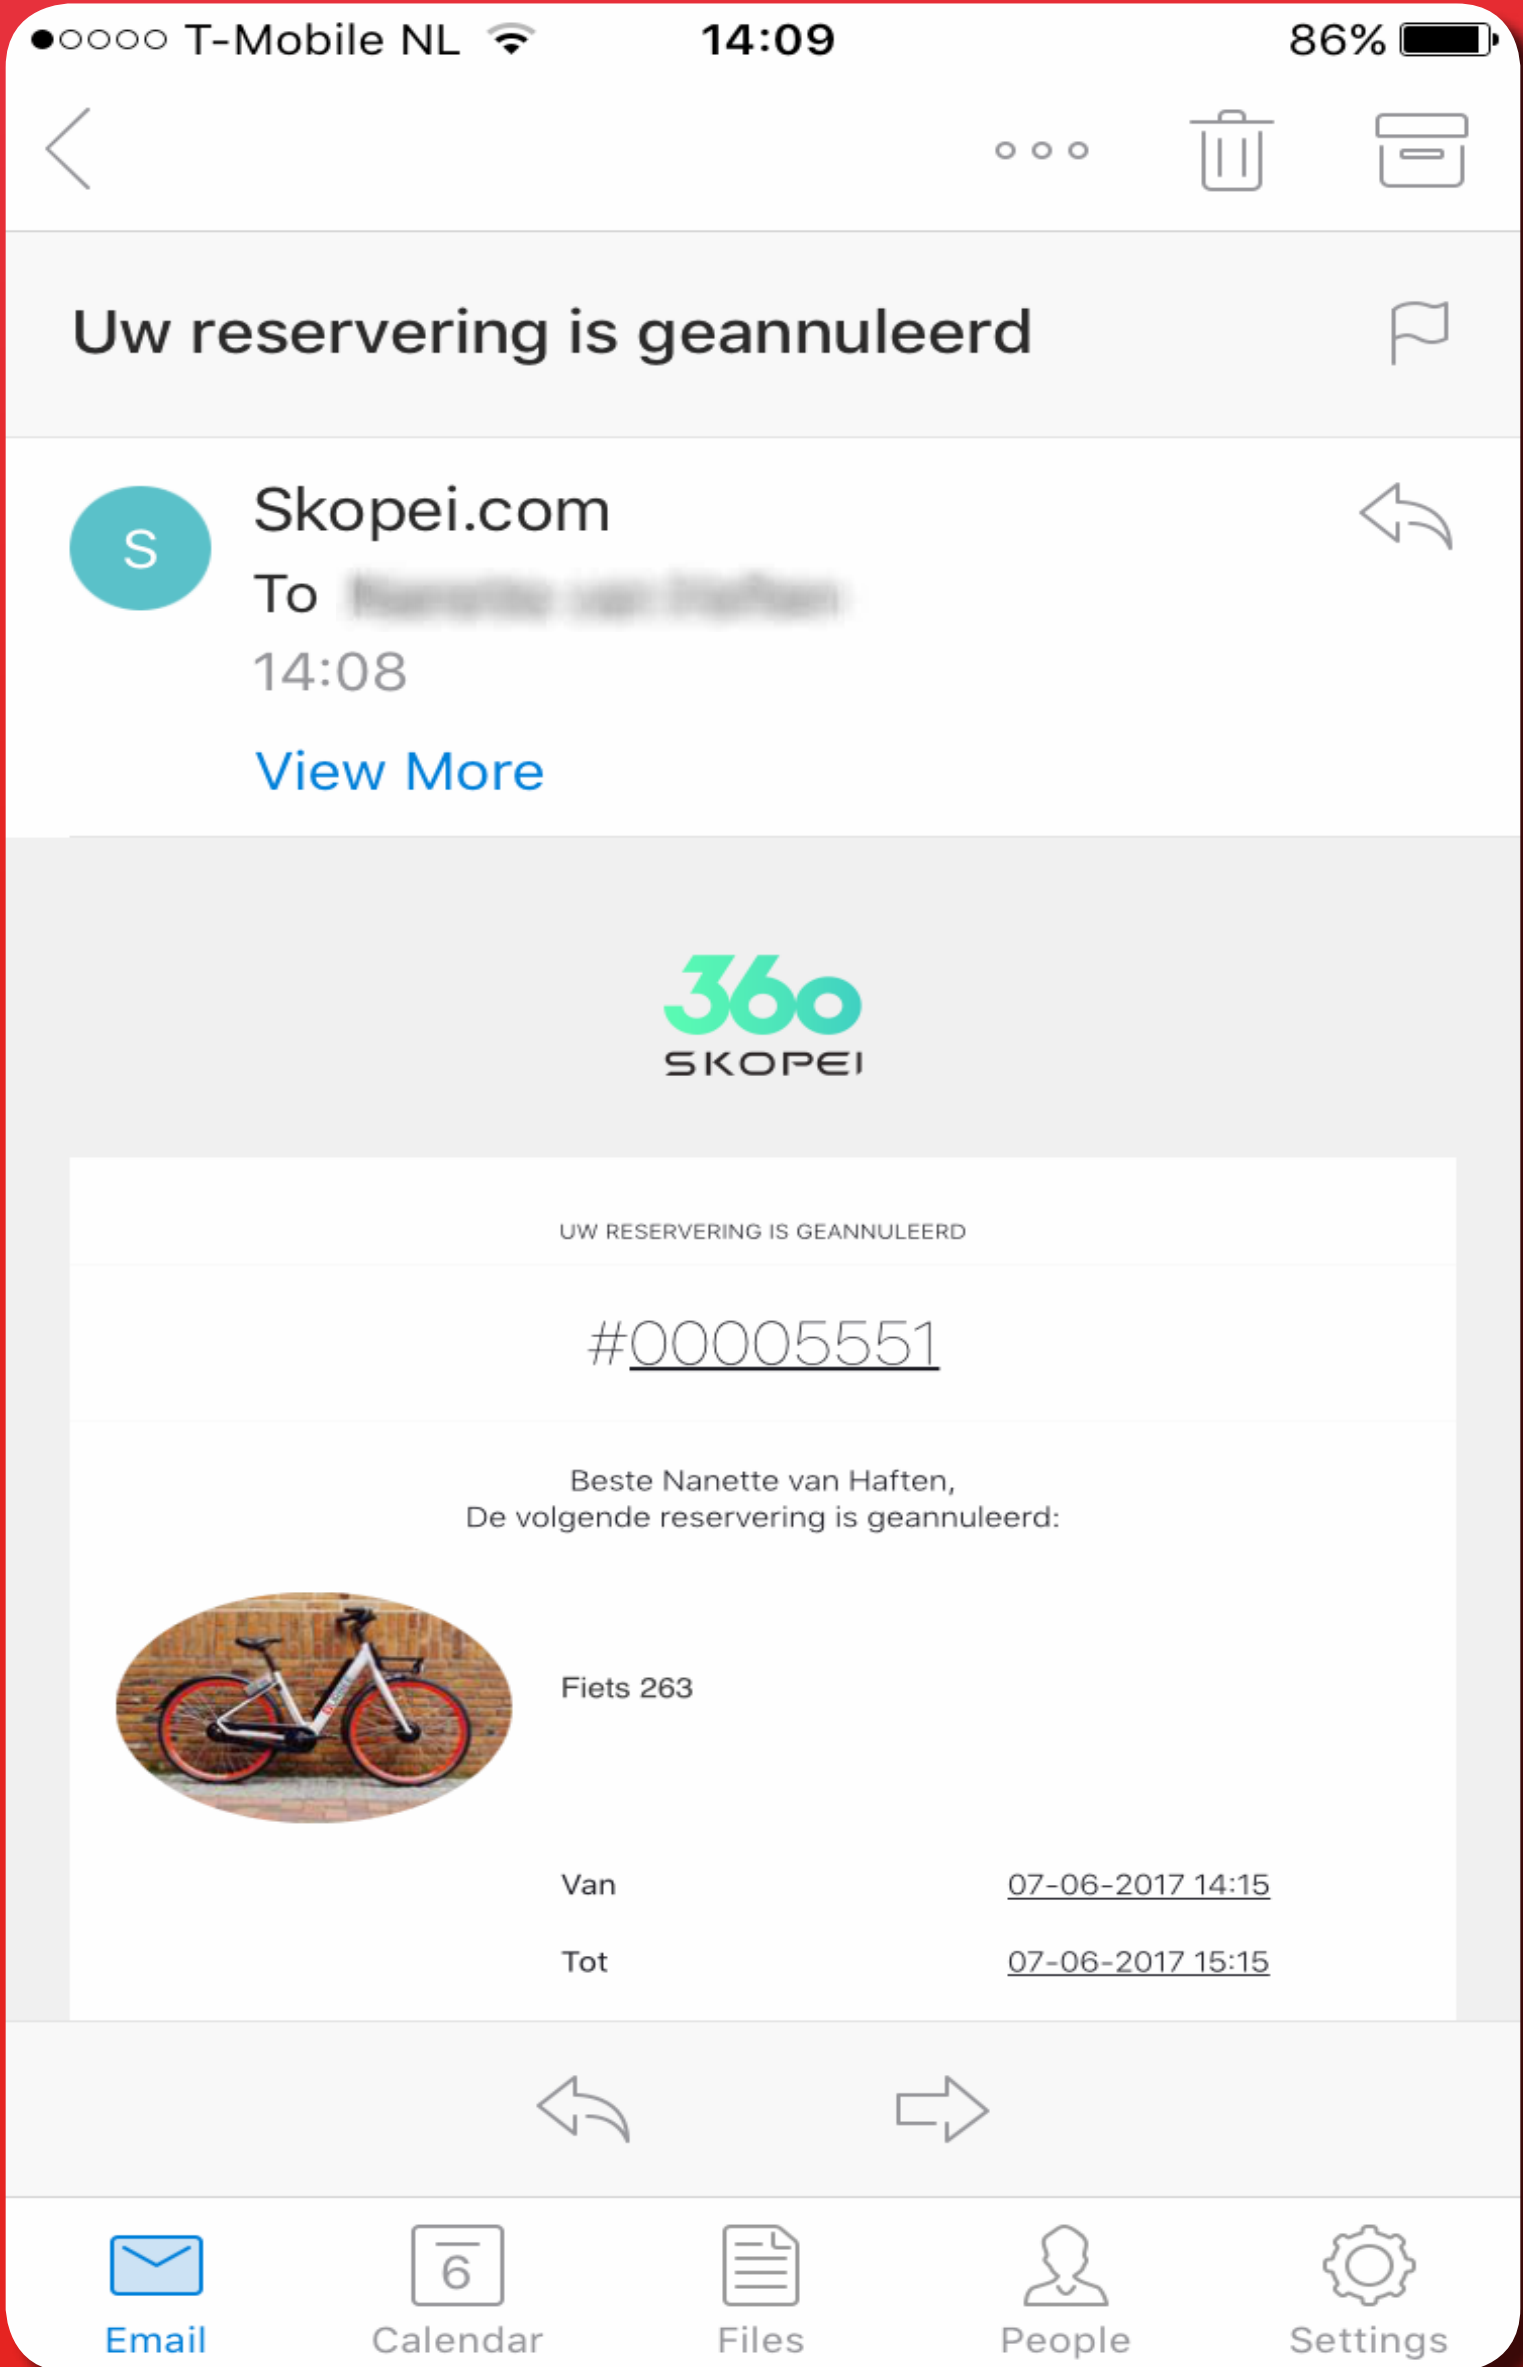 T-Mobile NL 14:09 86%
Uw reservering is geannuleerd
S
Skopei.com
To
14:08
View More
360
SKOPEI
UW RESERVERING IS GEANNULEERD
#00005551
Beste Nanette van Haften,
De volgende reservering is geannuleerd:
Fiets 263
Van 07-06-2017 14:15
Tot 07-06-2017 15:15
6
Email Calendar Files People Settings